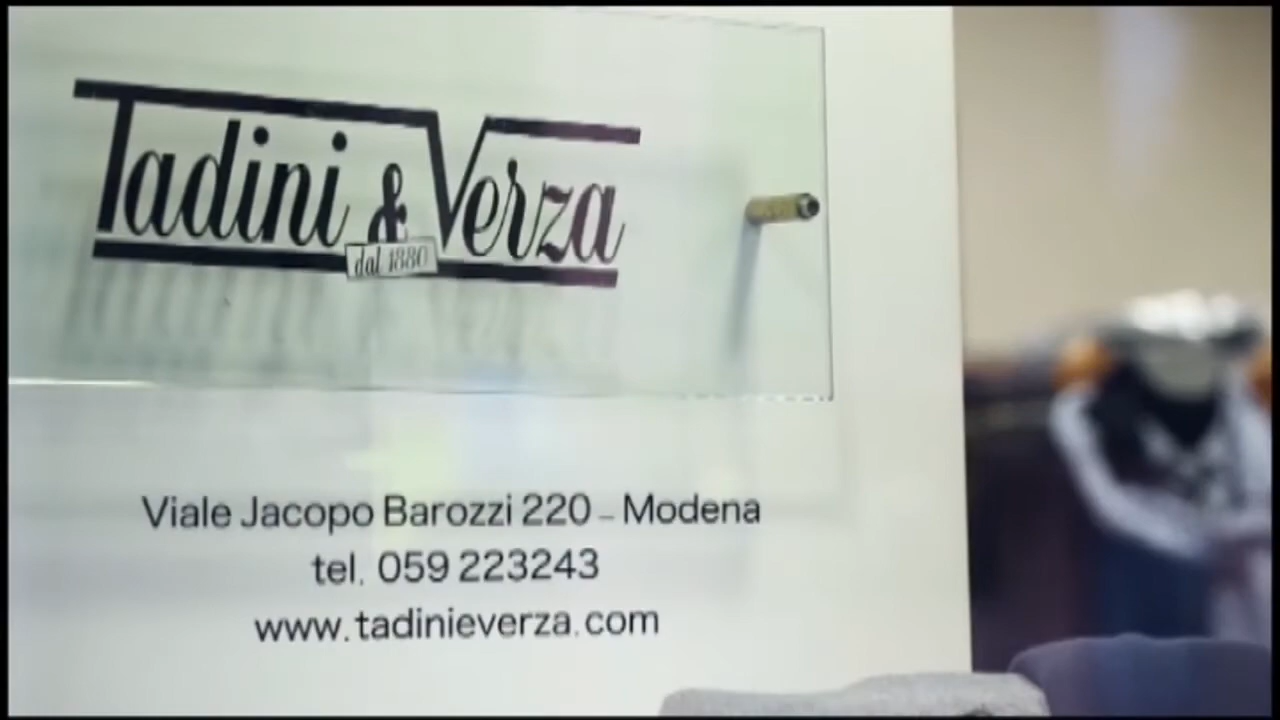 Tadini & Verza
dal 1880
Viale Jacopo Barozzi 220 – Modena
tel. 059 223243
www.tadinieverza.com